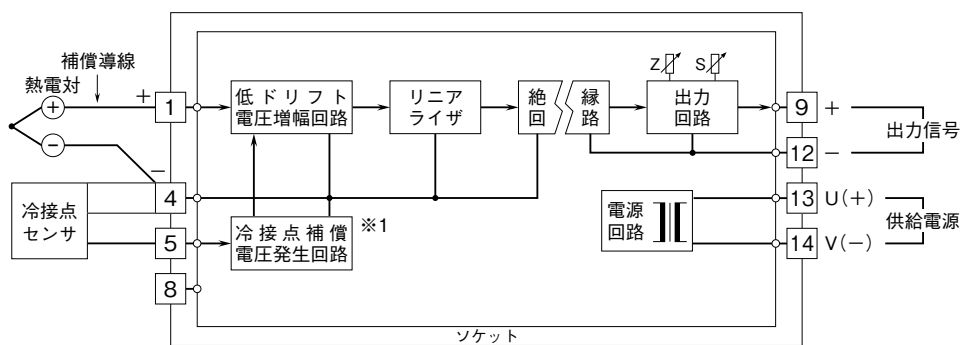 補償導線
熱電対
+
−
+
−
1
4
5
8
冷接点
センサ
低ドリフト
電圧増幅回路
リニア
ライザ
絶縁
回路
Z
S
出力
回路
冷接点補償
電圧発生回路
※1
電源
回路
9
+
12
−
出力信号
13
U(+)
14
V(−)
供給電源
ソケット